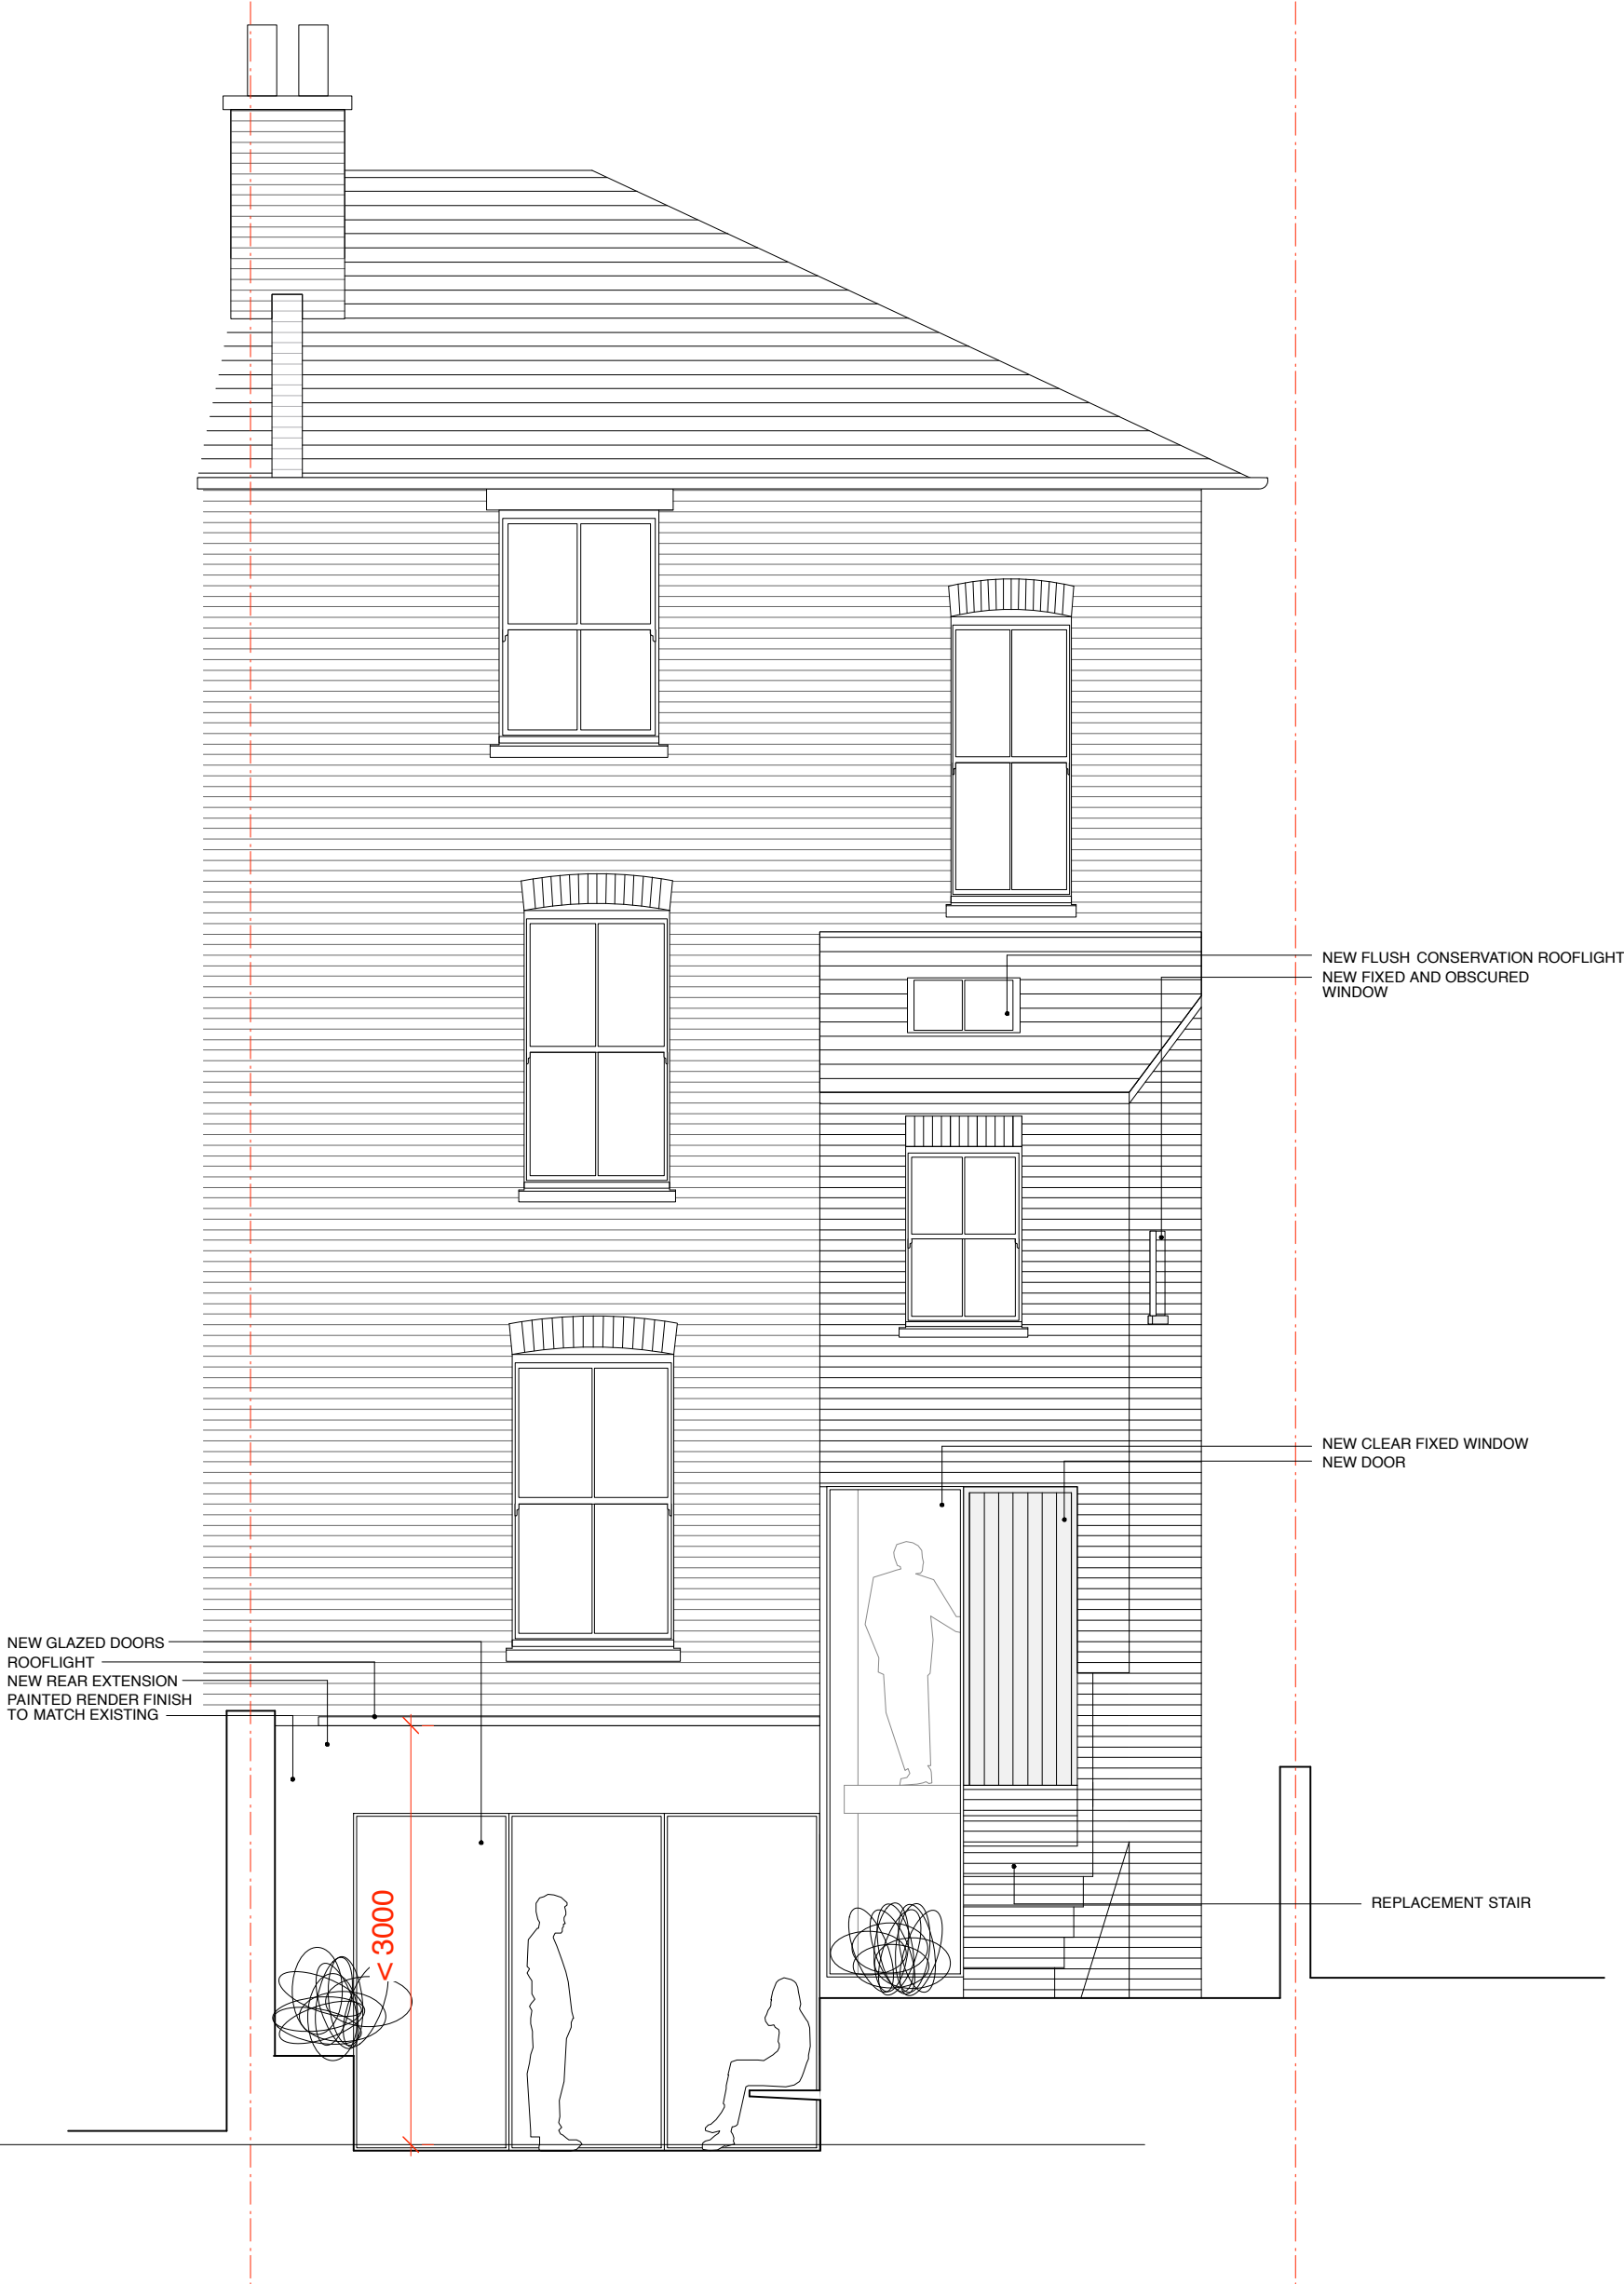 NEW FLUSH CONSERVATION ROOFLIGHT
NEW FIXED AND OBSCURED
WINDOW
NEW CLEAR FIXED WINDOW
NEW DOOR
NEW GLAZED DOORS
ROOFLIGHT
NEW REAR EXTENSION
PAINTED RENDER FINISH
TO MATCH EXISTING
< 3000
REPLACEMENT STAIR